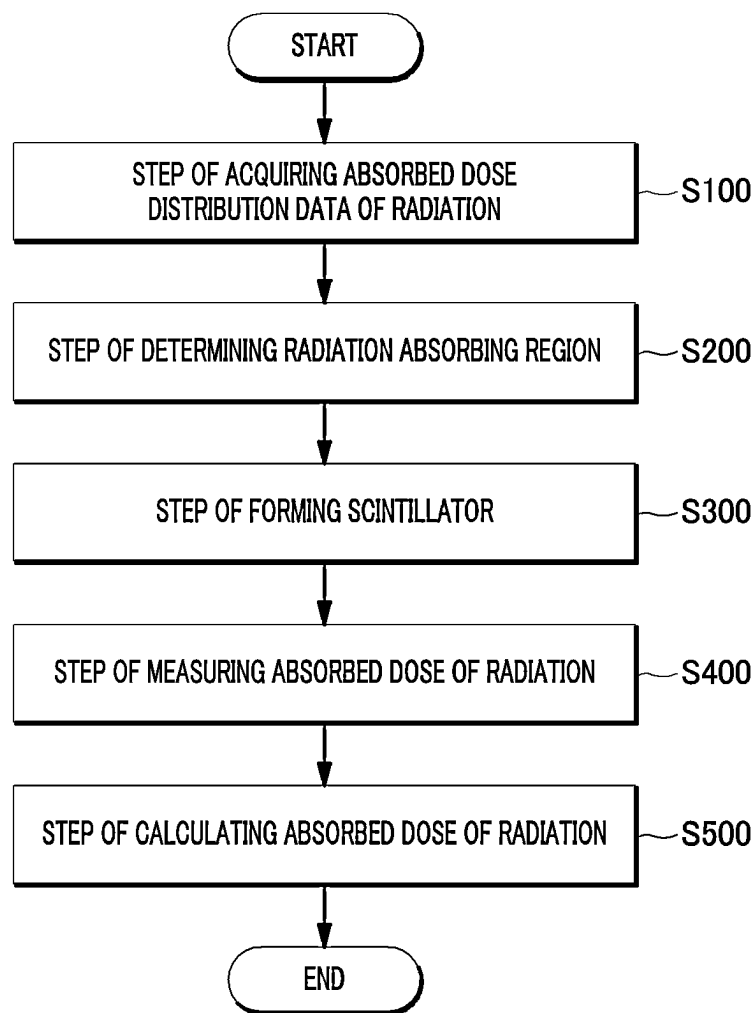 START
STEP OF ACQUIRING ABSORBED DOSE
DISTRIBUTION DATA OF RADIATION
S100
STEP OF DETERMINING RADIATION ABSORBING REGION
S200
STEP OF FORMING SCINTILLATOR
S300
STEP OF MEASURING ABSORBED DOSE OF RADIATION
S400
STEP OF CALCULATING ABSORBED DOSE OF RADIATION
S500
END